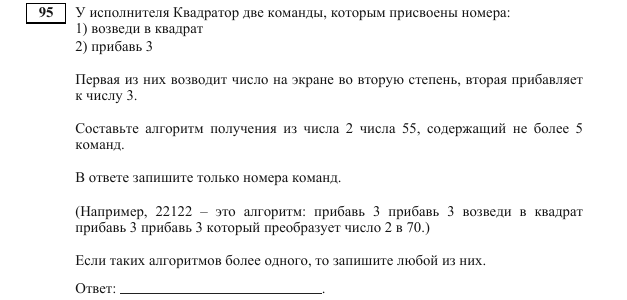 95
У исполнителя Квадратор две команды, которым присвоены номера:
1) возведи в квадрат
2) прибавь 3
Первая из них возводит число на экране во вторую степень, вторая прибавляет
к числу 3.
Составьте алгоритм получения из числа 2 числа 55, содержащий не более 5
команд.
В ответе запишите только номера команд.
(Например, 22122 – это алгоритм: прибавь 3 прибавь 3 возведи в квадрат
прибавь 3 прибавь 3 который преобразует число 2 в 70.)
Если таких алгоритмов более одного, то запишите любой из них.
Ответ: ___________________________.